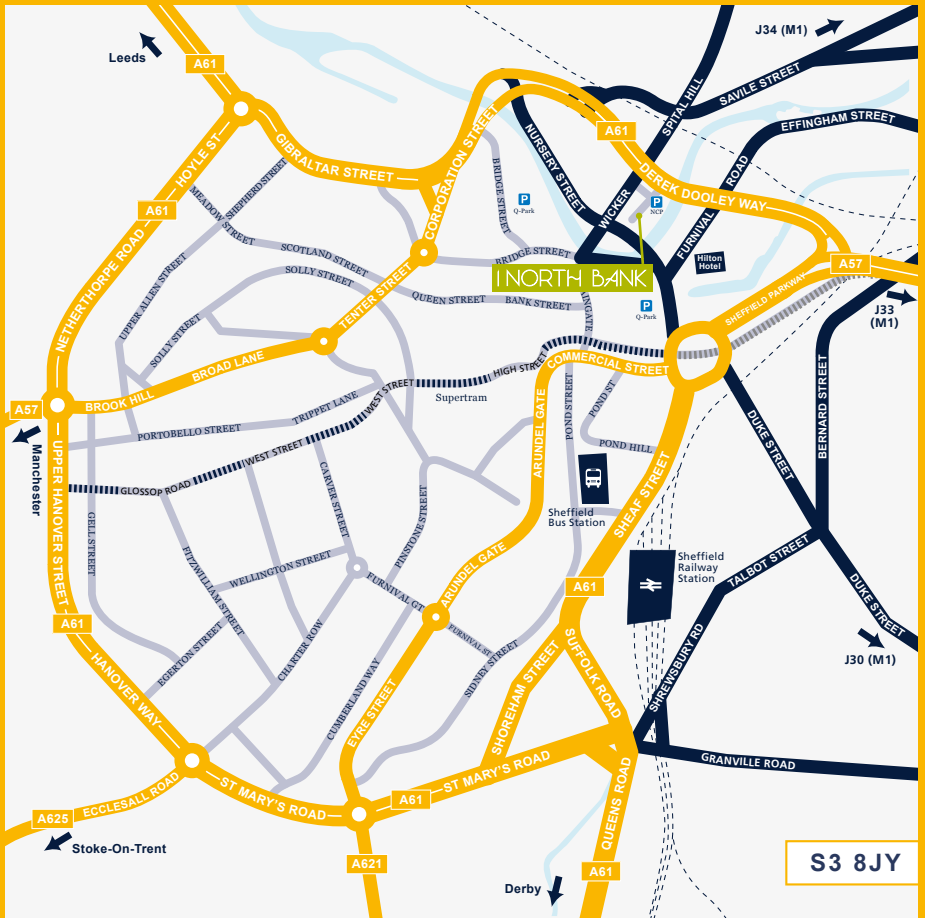 J34 (M1)
Leeds
A61
SAVILE STREET
SPITAL HILL
EFFINGHAM STREET
A61
HOYLE ST
GIBRALTAR STREET
CORPORATION STREET
NURSERY STREET
DEREK DOOLEY WAY
ROAD
FURNIVAL
WICKER
BRIDGE STREET
P
Q-Park
P
NCP
SHEPHERD STREET
MEADOW STREET
A61
NETHERTHORPE ROAD
SCOTLAND STREET
SOLLY STREET
BRIDGE STREET
Hilton
Hotel
A57
UPPER ALLEN STREET
TENTER STREET
1 NORTH BANK
QUEEN STREET
BANK STREET
AINGATE
P
Q-Park
SHEFFIELD PARKWAY
J33
(M1)
SOLLY STREET
BROAD LANE
HIGH STREET
COMMERCIAL STREET
A57
BROOK HILL
WEST STREET
Supertram
TRIPPET LANE
PORTOBELLO STREET
ARUNDEL GATE
POND STREET
POND ST
POND HILL
BERNARD STREET
DUKE STREET
Manchester
UPPER HANOVER STREET
GLOSSOP ROAD
WEST STREET
CARVER STREET
PINSTONE STREET
Sheffield
Bus Station
SHEAF STREET
GELL STREET
FITZWILLIAM STREET
WELLINGTON STREET
FURNIVAL GT
ARUNDEL GATE
Sheffield
Railway
Station
TALBOT STREET
DUKE STREET
A61
A61
EGERTON STREET
CHARTER ROW
FURNIVAL ST
SIDNEY STREET
J30 (M1)
HANOVER WAY
CUMBERLAND WAY
EYRE STREET
SHOREHAM STREET
SUFFOLK ROAD
SHREWSBURY RD
ST MARY'S ROAD
ST MARY'S ROAD
A61
GRANVILLE ROAD
ECCLESALL ROAD
A625
Stoke-On-Trent
QUEENS ROAD
A621
A61
Derby
S3 8JY